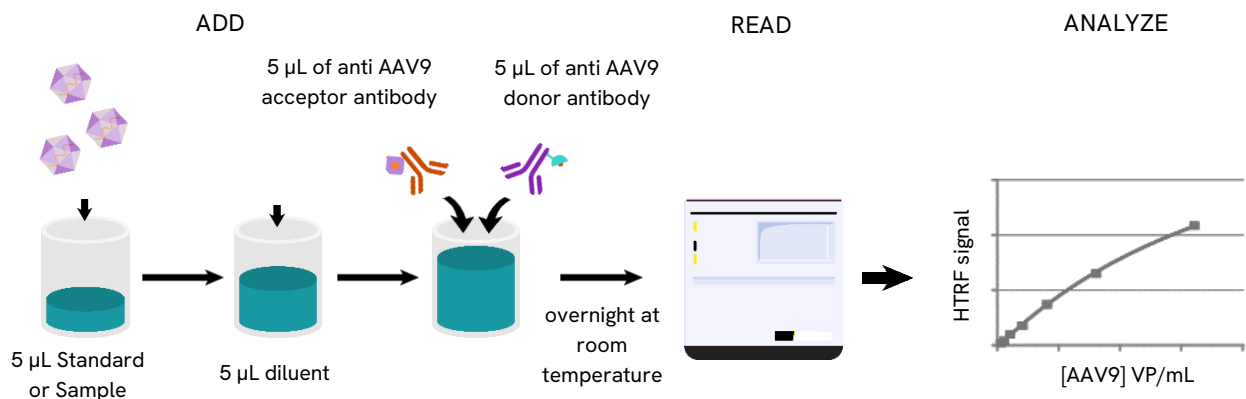 ADD
READ
ANALYZE
5 µL of anti AAV9
acceptor antibody
5 µL of anti AAV9
donor antibody
5 µL Standard
or Sample
5 µL diluent
overnight at
room
temperature
HTRF signal
[AAV9] VP/mL